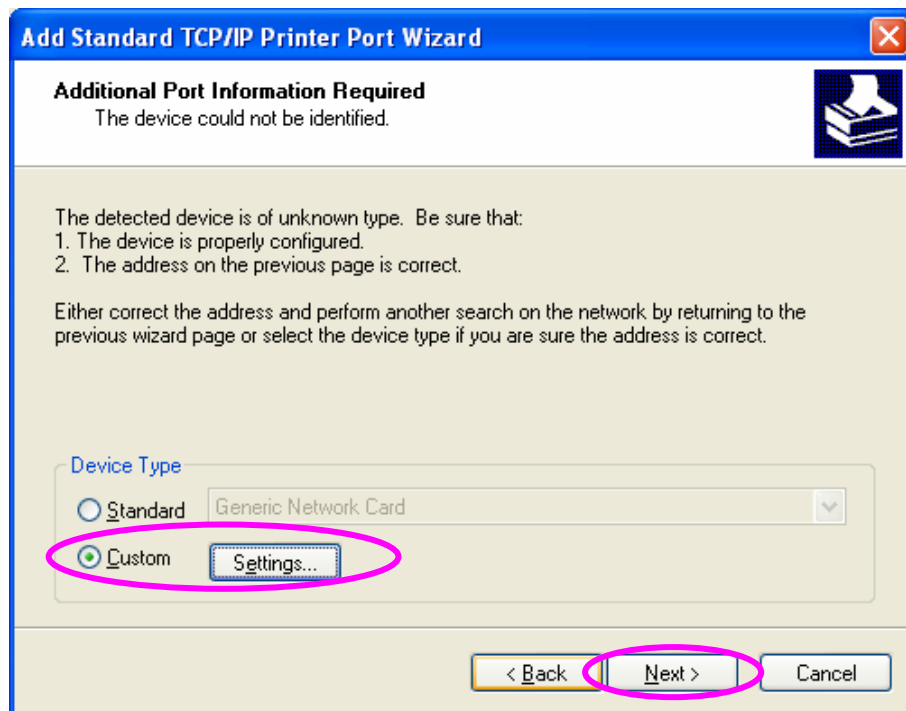 Add Standard TCP/IP Printer Port Wizard
Additional Port Information Required
The device could not be identified.
The detected device is of unknown type.  Be sure that:
1. The device is properly configured.
2.  The address on the previous page is correct.
Either correct the address and perform another search on the network by returning to the
previous wizard page or select the device type if you are sure the address is correct.
Device Type
Standard
Generic Network Card
Custom
Settings...
< Back
Next >
Cancel